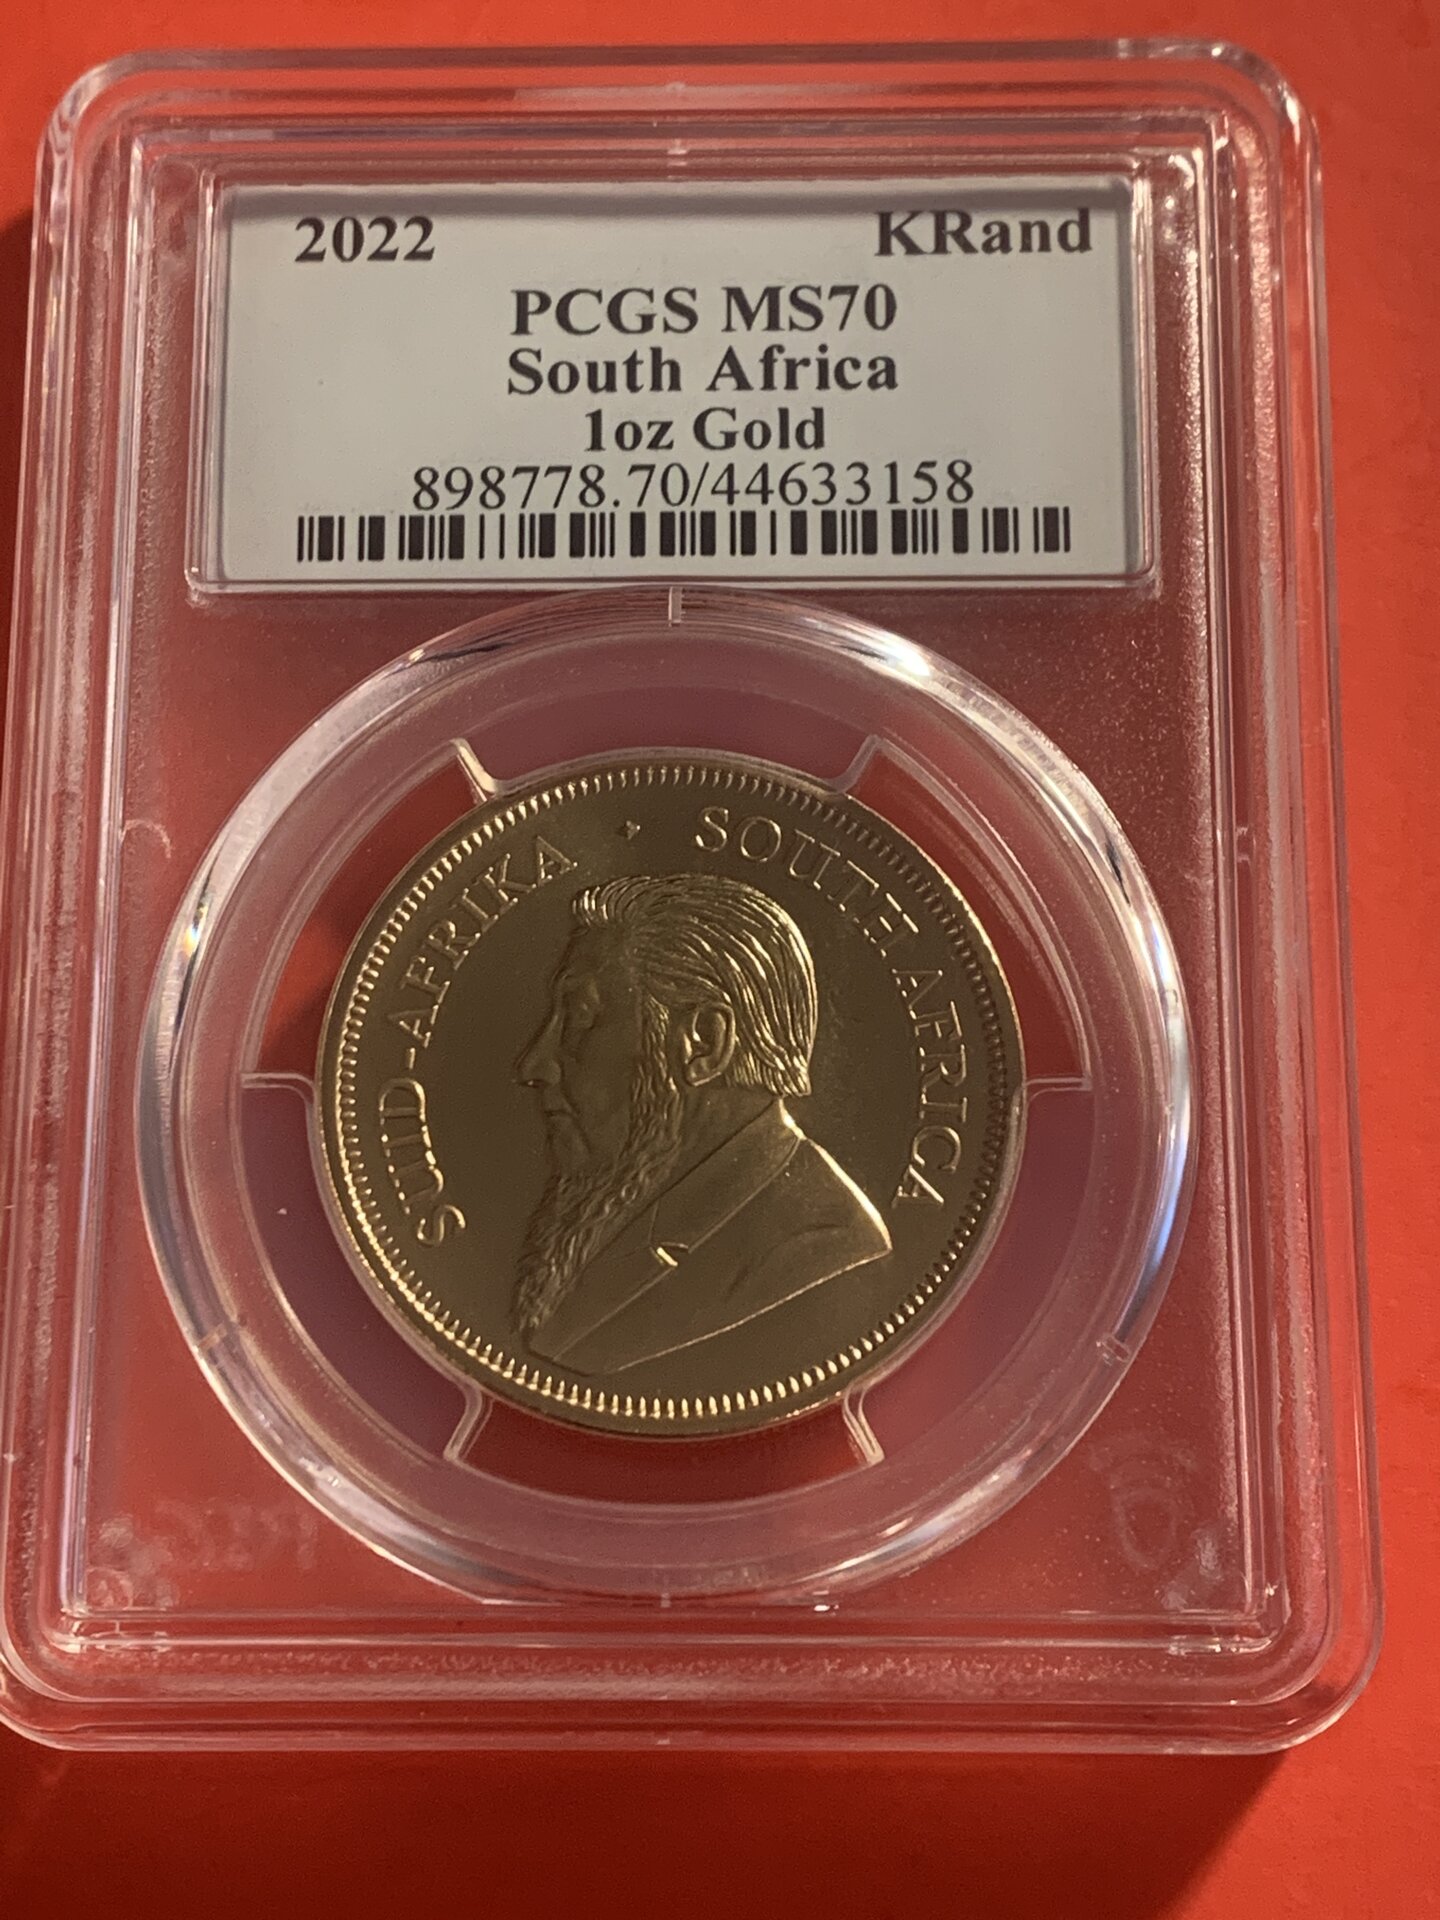 2022 KRand
PCGS MS70
South Africa
1oz Gold
898778.70/44633158
SUID-AFRIKA · SOUTH AFRICA